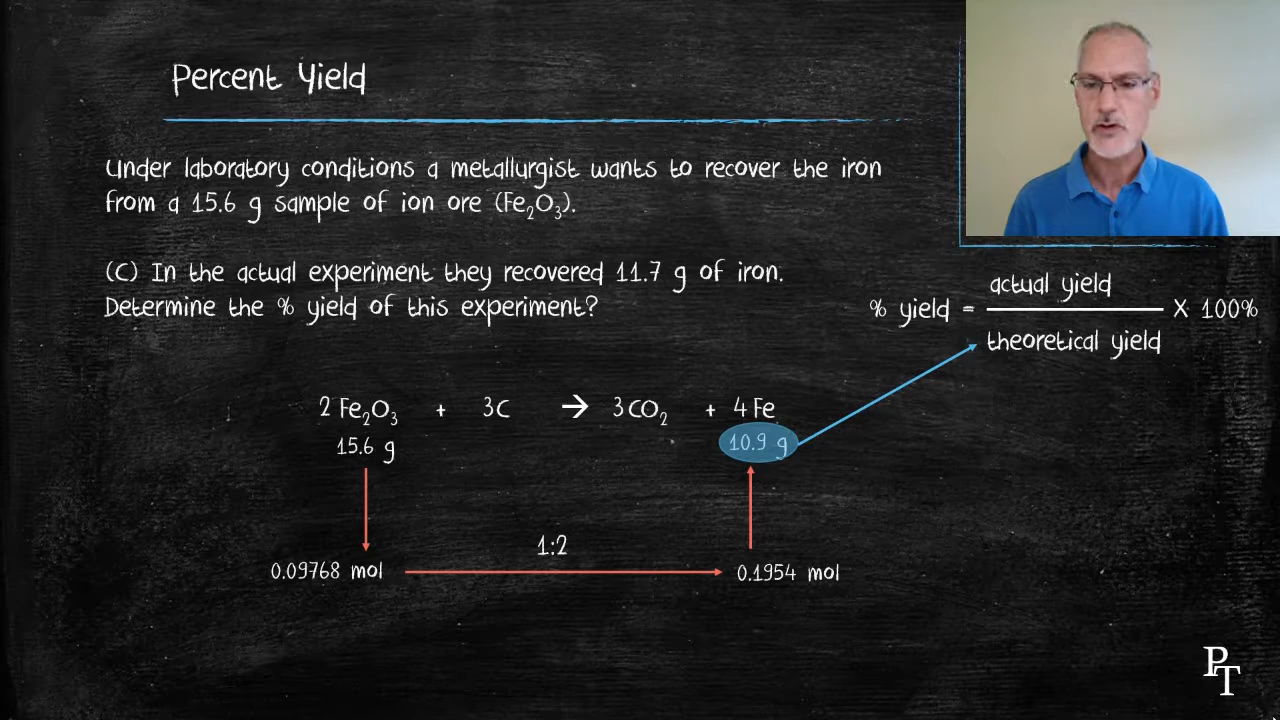 Percent Yield
Under laboratory conditions a metallurgist wants to recover the iron
from a 15.6 g sample of ion ore (Fe₂O₃).
(C) In the actual experiment they recovered 11.7 g of iron.
Determine the % yield of this experiment?
% yield = actual yield / theoretical yield X 100%
2 Fe₂O₃ + 3C → 3CO₂ + 4 Fe
15.6 g 10.9 g
1:2
0.09768 mol 0.1954 mol
PT